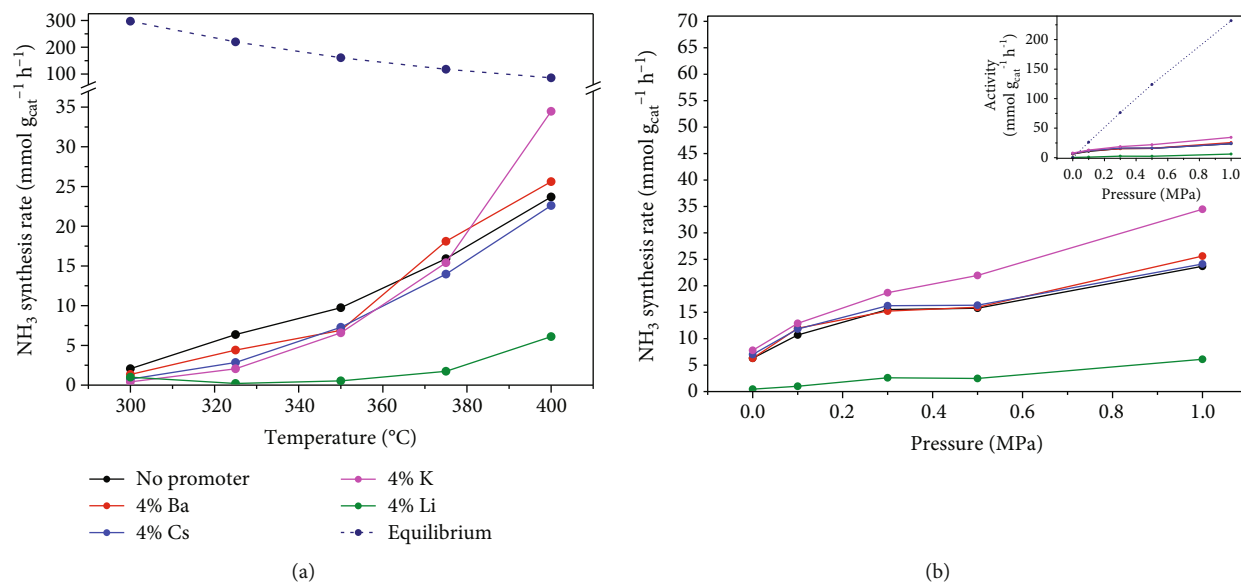 300
200
100
35
30
25
20
15
10
5
0
NH₃ synthesis rate (mmol g_cat⁻¹ h⁻¹)
300 320 340 360 380 400
Temperature (°C)
No promoter
4% Ba
4% Cs
4% K
4% Li
Equilibrium
(a)
70
65
60
55
50
45
40
35
30
25
20
15
10
5
0
NH₃ synthesis rate (mmol g_cat⁻¹ h⁻¹)
0.0 0.2 0.4 0.6 0.8 1.0
Pressure (MPa)
200
150
100
50
0
Activity
(mmol g_cat⁻¹ h⁻¹)
0.0 0.2 0.4 0.6 0.8 1.0
Pressure (MPa)
(b)